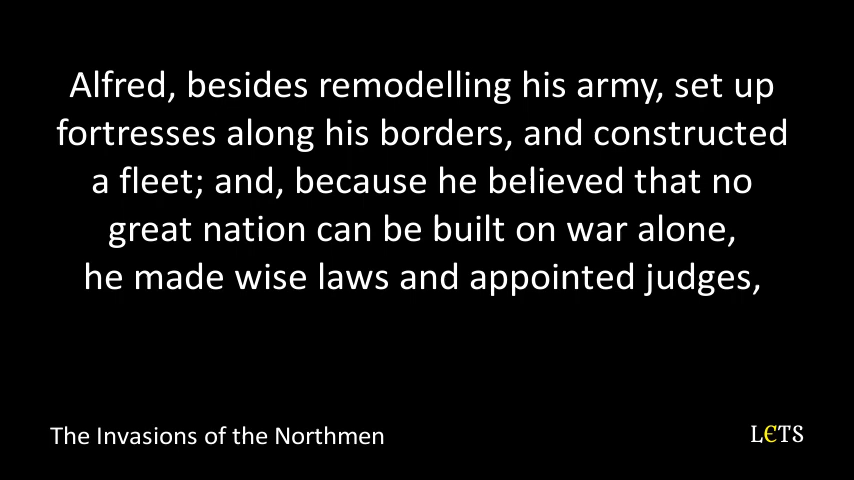 Alfred, besides remodelling his army, set up
fortresses along his borders, and constructed
a fleet; and, because he believed that no
great nation can be built on war alone,
he made wise laws and appointed judges,
The Invasions of the Northmen
LETS